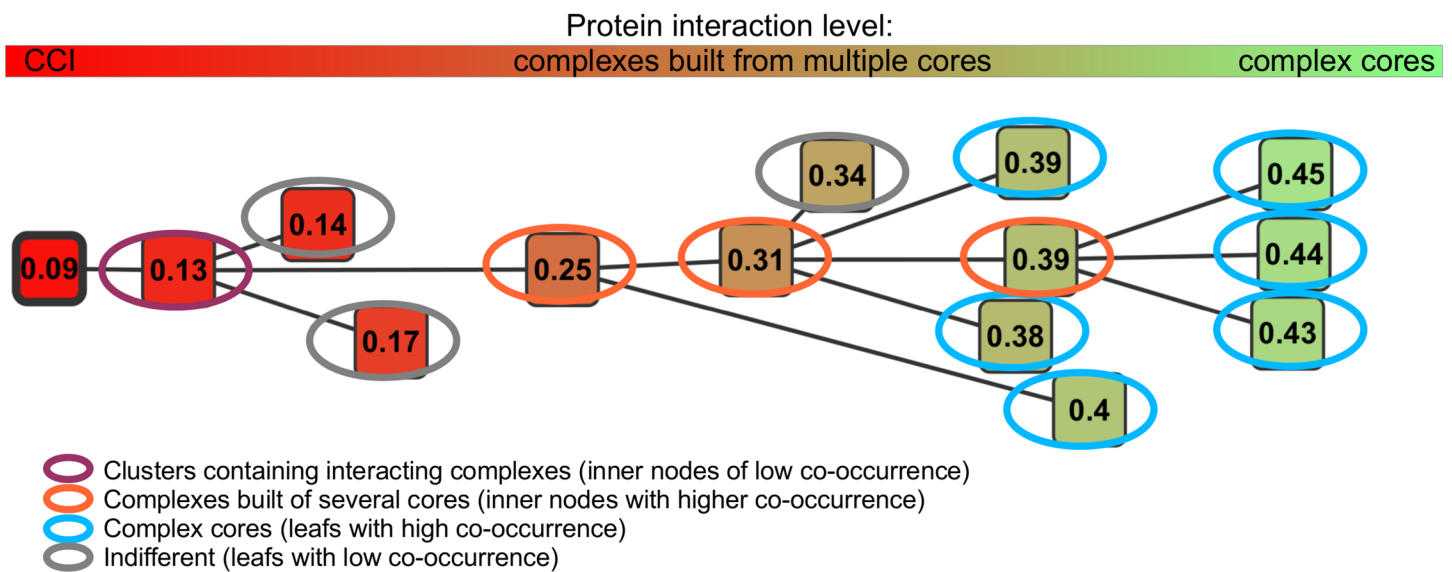 Protein interaction level:
CCI complexes built from multiple cores complex cores
0.09
0.13
0.14
0.17
0.25
0.31
0.34
0.39
0.39
0.38
0.4
0.45
0.44
0.43
Clusters containing interacting complexes (inner nodes of low co-occurrence)
Complexes built of several cores (inner nodes with higher co-occurrence)
Complex cores (leafs with high co-occurrence)
Indifferent (leafs with low co-occurrence)